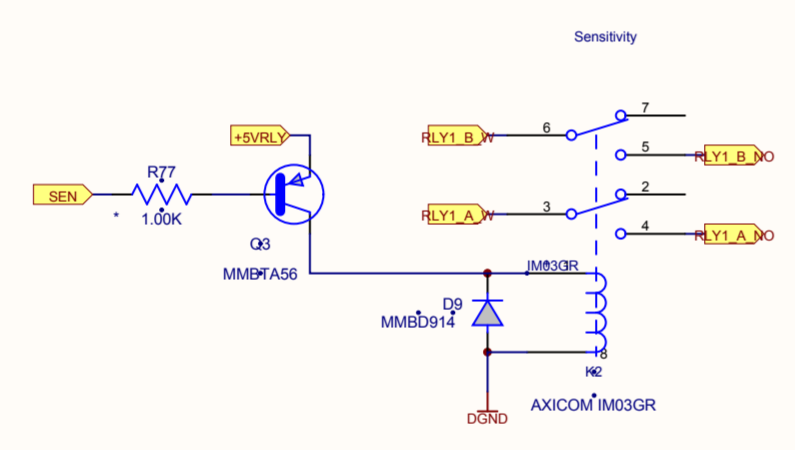 Sensitivity
7
+5VRLY
RLY1_B_W
6
5
RLY1_B_NO
R77
SEN
2
*
1.00K
RLY1_A_W
3
4
RLY1_A_NO
Q3
MMBTA56
IM03GR
1
D9
MMBD914
8
K2
AXICOM IM03GR
DGND